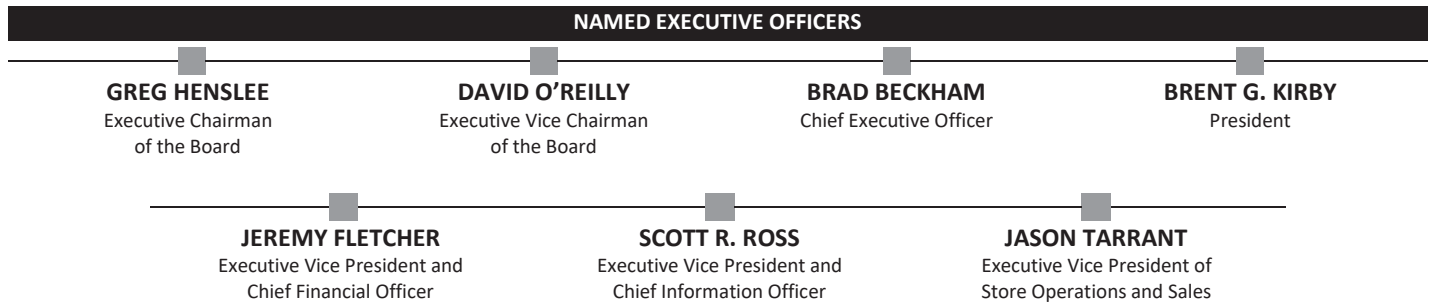 NAMED EXECUTIVE OFFICERS
GREG HENSLEE
Executive Chairman
of the Board
DAVID O’REILLY
Executive Vice Chairman
of the Board
BRAD BECKHAM
Chief Executive Officer
BRENT G. KIRBY
President
JEREMY FLETCHER
Executive Vice President and
Chief Financial Officer
SCOTT R. ROSS
Executive Vice President and
Chief Information Officer
JASON TARRANT
Executive Vice President of
Store Operations and Sales